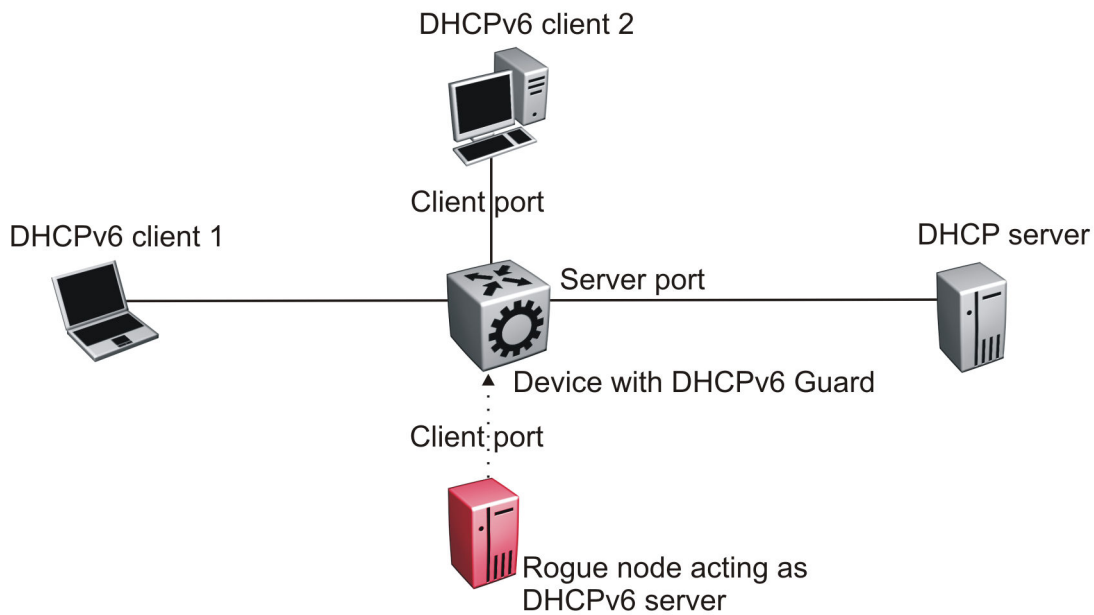 DHCPv6 client 2
Client port
DHCPv6 client 1
DHCP server
Server port
Device with DHCPv6 Guard
Client port
Rogue node acting as
DHCPv6 server